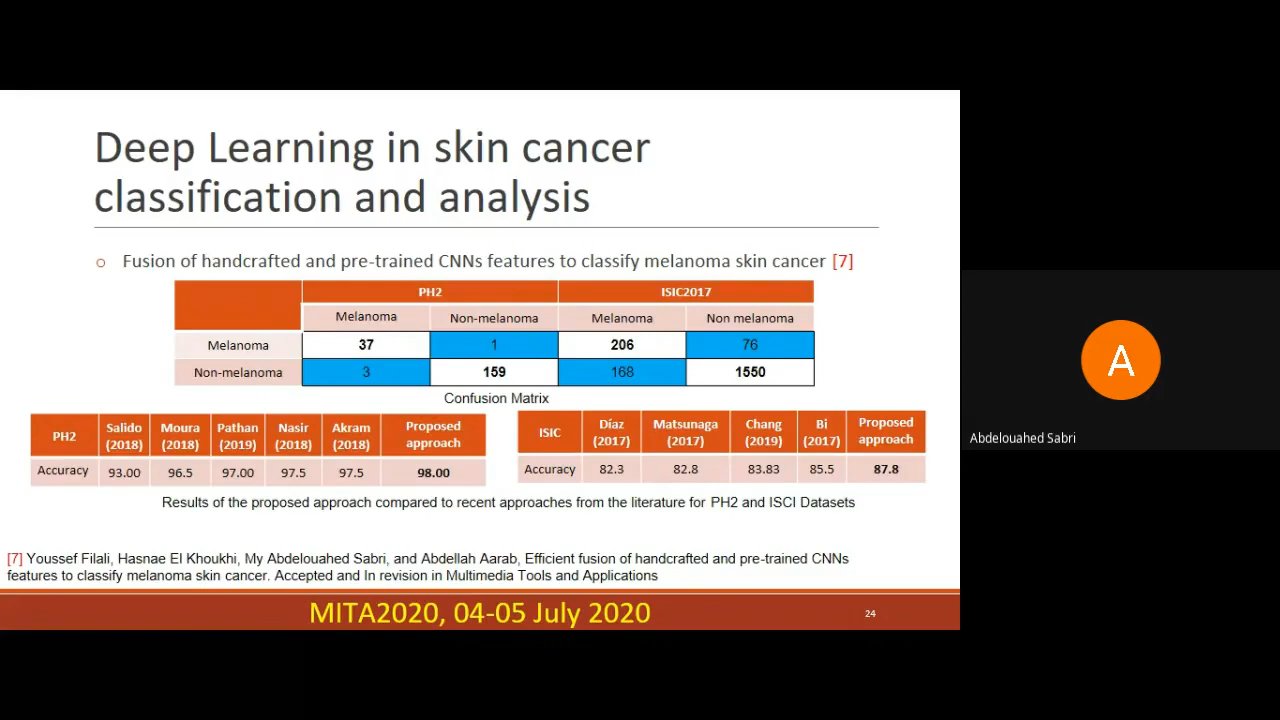 Deep Learning in skin cancer
classification and analysis
o Fusion of handcrafted and pre-trained CNNs features to classify melanoma skin cancer [7]
PH2 ISIC2017
Melanoma Non-melanoma Melanoma Non melanoma
Melanoma 37 1 206 76
Non-melanoma 3 159 168 1550
Confusion Matrix
PH2 Salido (2018) Moura (2018) Pathan (2019) Nasir (2018) Akram (2018) Proposed approach
Accuracy 93.00 96.5 97.00 97.5 97.5 98.00
ISIC Díaz (2017) Matsunaga (2017) Chang (2019) Bi (2017) Proposed approach
Accuracy 82.3 82.8 83.83 85.5 87.8
Results of the proposed approach compared to recent approaches from the literature for PH2 and ISCI Datasets
[7] Youssef Filali, Hasnae El Khoukhi, My Abdelouahed Sabri, and Abdellah Aarab, Efficient fusion of handcrafted and pre-trained CNNs
features to classify melanoma skin cancer. Accepted and In revision in Multimedia Tools and Applications
MITA2020, 04-05 July 2020
24
A
Abdelouahed Sabri